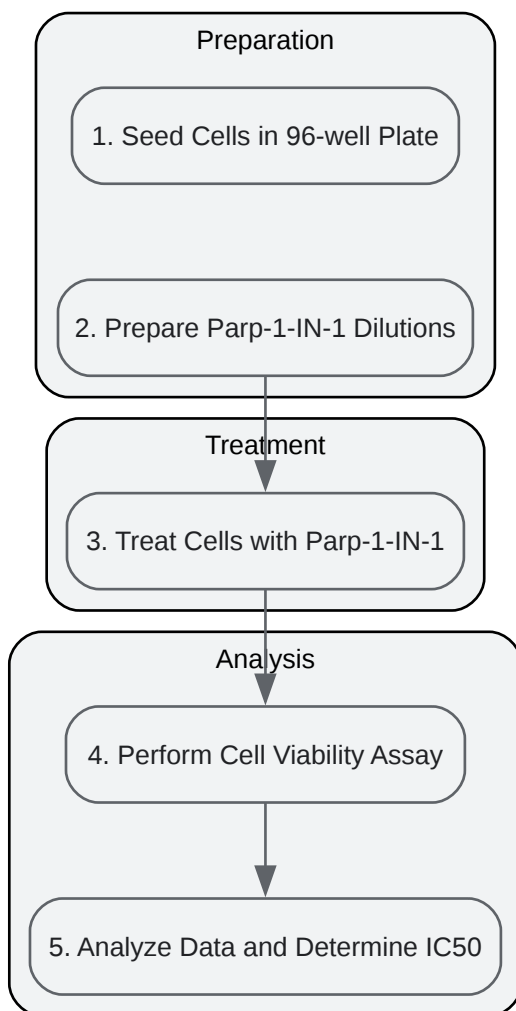 Preparation
1. Seed Cells in 96-well Plate
2. Prepare Parp-1-IN-1 Dilutions
Treatment
3. Treat Cells with Parp-1-IN-1
Analysis
4. Perform Cell Viability Assay
5. Analyze Data and Determine IC50